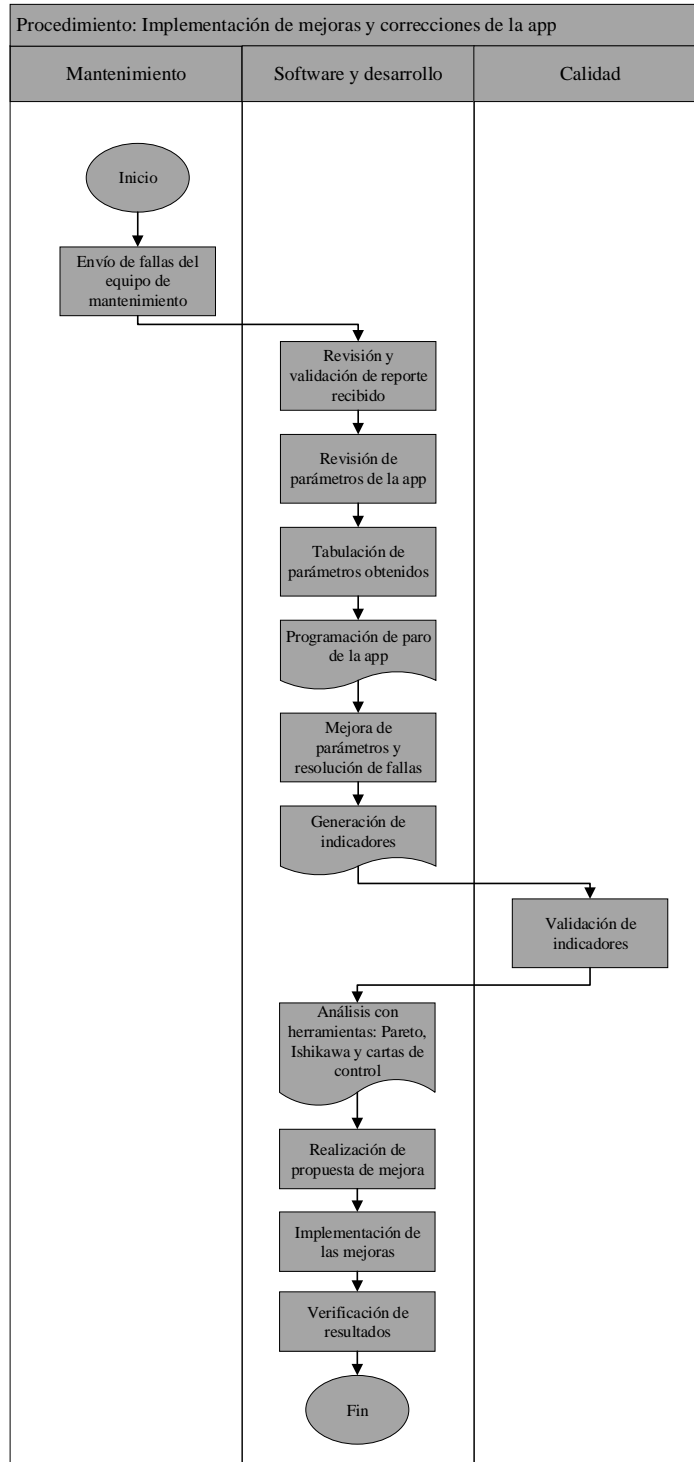 Procedimiento: Implementación de mejoras y correcciones de la app
Mantenimiento
Software y desarrollo
Calidad
Inicio
Envío de fallas del
equipo de
mantenimiento
Revisión y
validación de reporte
recibido
Revisión de
parámetros de la app
Tabulación de
parámetros obtenidos
Programación de paro
de la app
Mejora de
parámetros y
resolución de fallas
Generación de
indicadores
Validación de
indicadores
Análisis con
herramientas: Pareto,
Ishikawa y cartas de
control
Realización de
propuesta de mejora
Implementación de
las mejoras
Verificación de
resultados
Fin